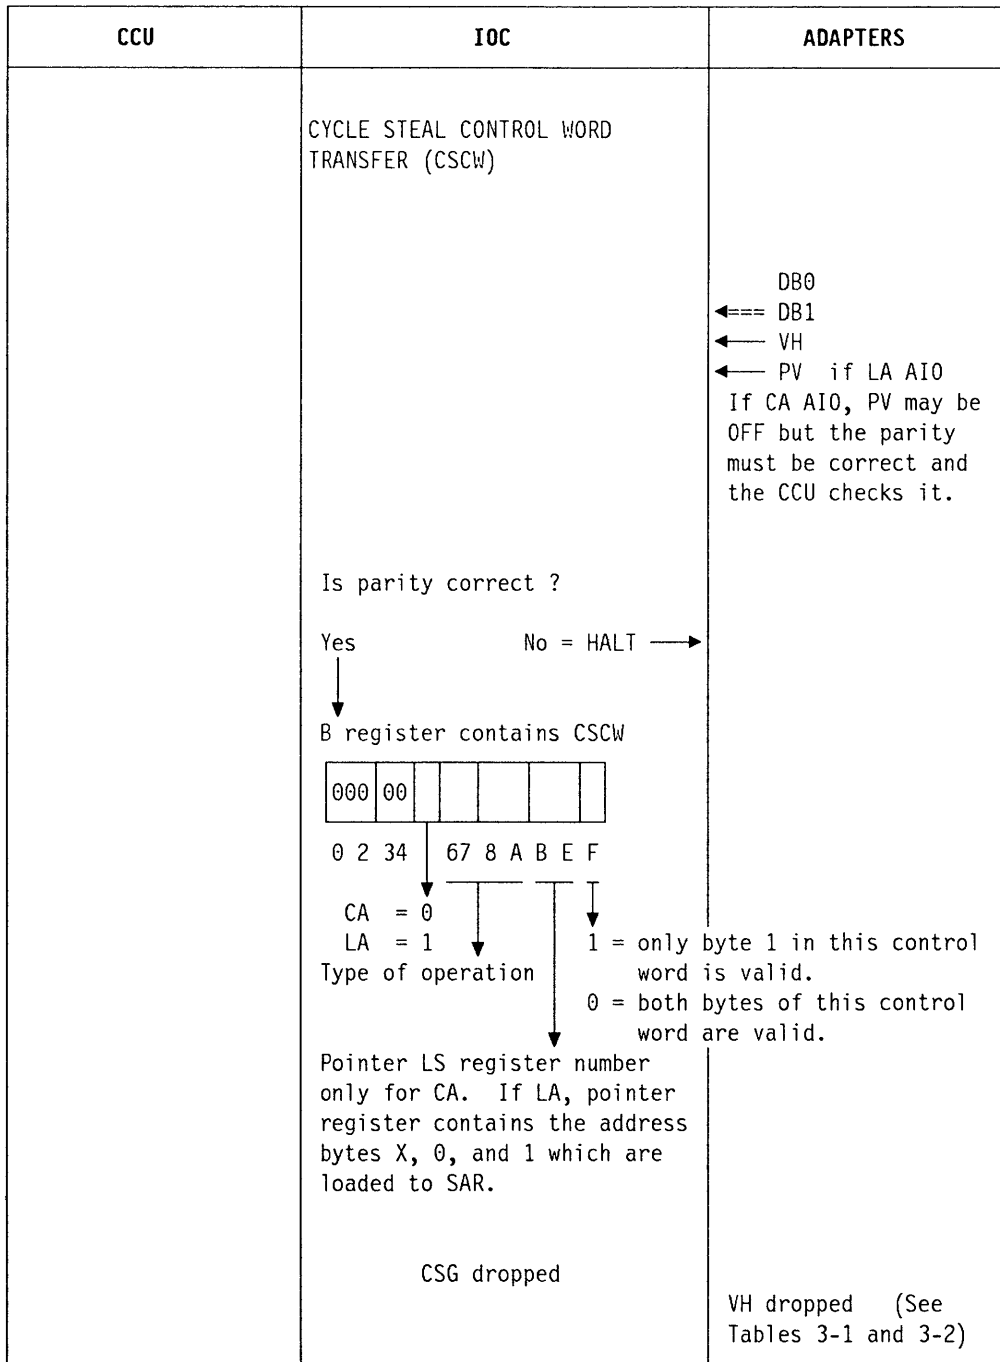 CCU IOC ADAPTERS
CYCLE STEAL CONTROL WORD
TRANSFER (CSCW)
DB0
◄=== DB1
◄── VH
◄── PV if LA AIO
If CA AIO, PV may be
OFF but the parity
must be correct and
the CCU checks it.
Is parity correct ?
Yes No = HALT ──►
B register contains CSCW
000 00
0 2 34 67 8 A B E F
CA = 0
LA = 1
Type of operation
1 = only byte 1 in this control
word is valid.
0 = both bytes of this control
word are valid.
Pointer LS register number
only for CA. If LA, pointer
register contains the address
bytes X, 0, and 1 which are
loaded to SAR.
CSG dropped
VH dropped (See
Tables 3-1 and 3-2)